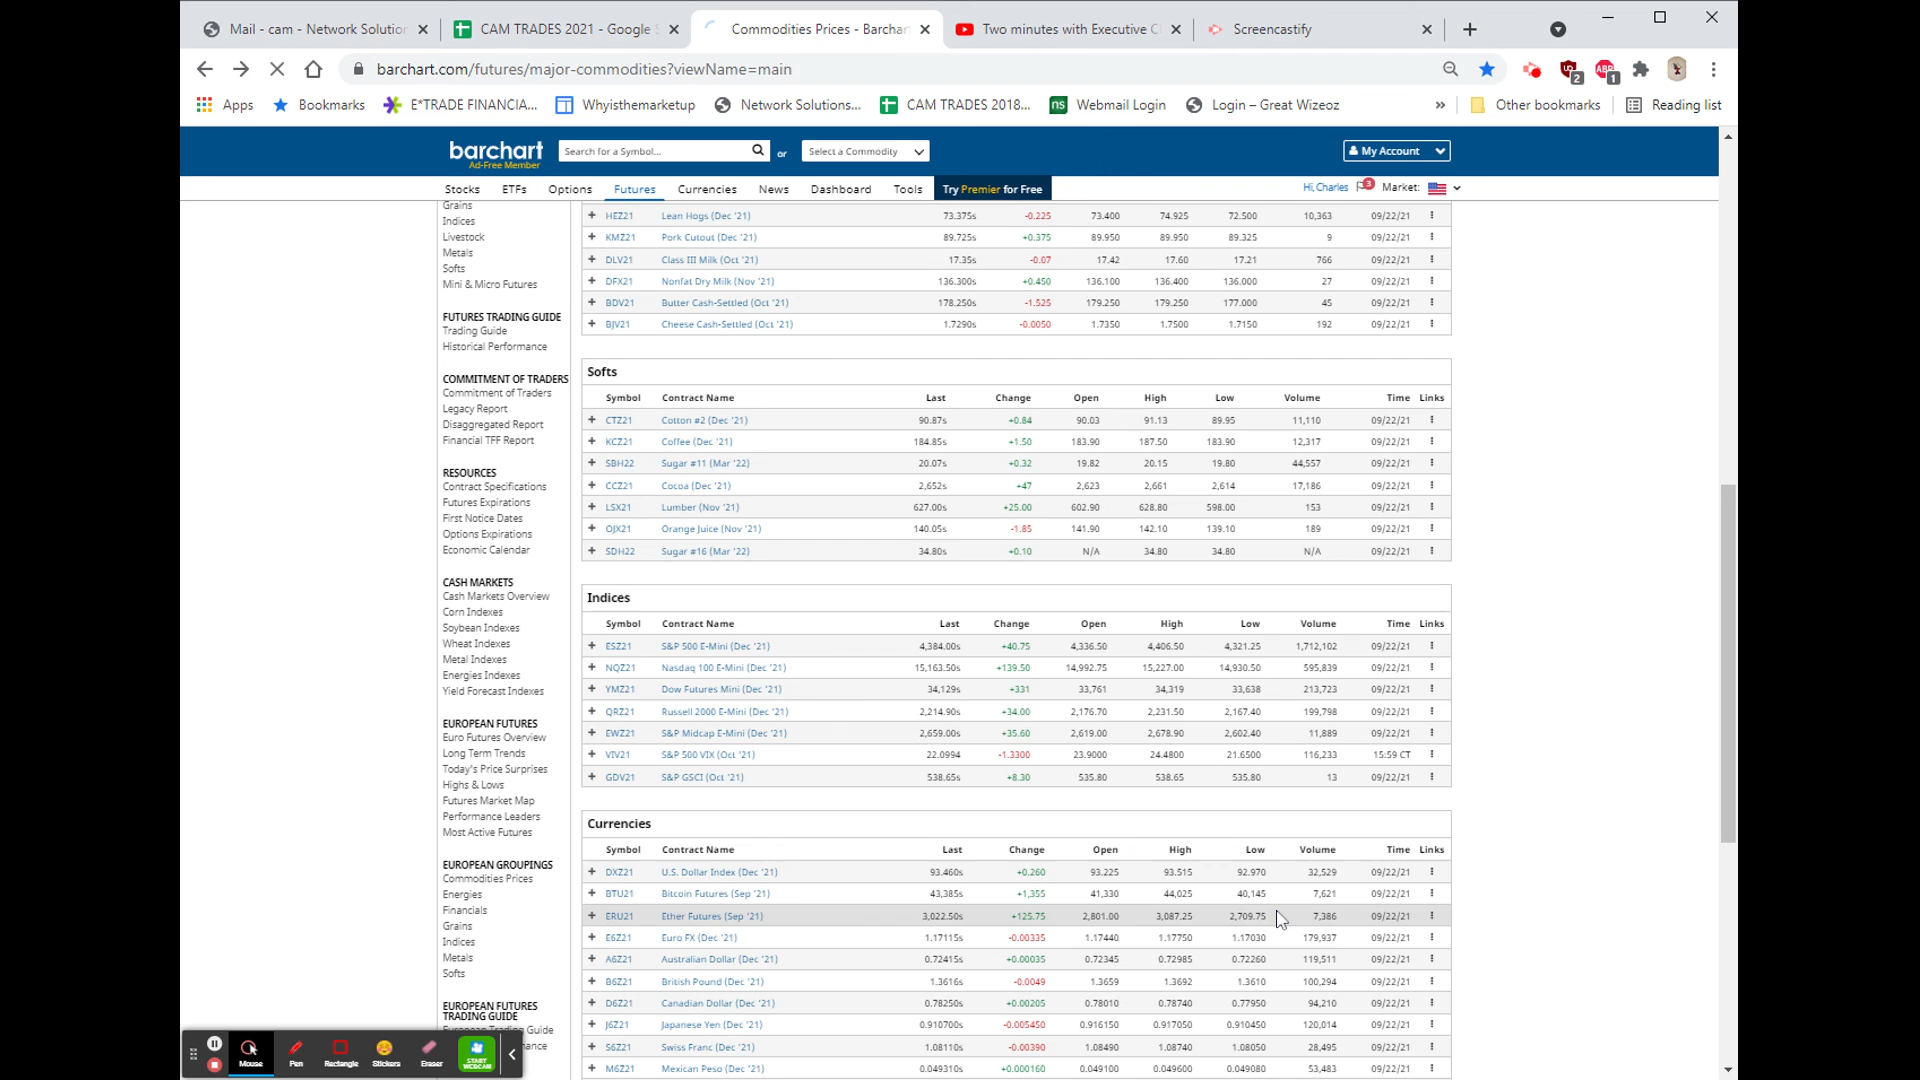 Mail - cam - Network Solution
CAM TRADES 2021 - Google S
Commodities Prices - Barchar
Two minutes with Executive C
Screencastify
barchart.com/futures/major-commodities?viewName=main
2
ABP
1
Apps
Bookmarks
E*TRADE FINANCIA...
Whyisthemarketup
Network Solutions...
CAM TRADES 2018...
ns
Webmail Login
Login – Great Wizeoz
»
Other bookmarks
Reading list
barchart
Ad-Free Member
Search for a Symbol...
or
Select a Commodity
My Account
Stocks ETFs Options Futures Currencies News Dashboard Tools Try Premier for Free
Hi, Charles 3 Market:
Grains
Indices
Livestock
Metals
Softs
Mini & Micro Futures
FUTURES TRADING GUIDE
Trading Guide
Historical Performance
COMMITMENT OF TRADERS
Commitment of Traders
Legacy Report
Disaggregated Report
Financial TFF Report
RESOURCES
Contract Specifications
Futures Expirations
First Notice Dates
Options Expirations
Economic Calendar
CASH MARKETS
Cash Markets Overview
Corn Indexes
Soybean Indexes
Wheat Indexes
Metal Indexes
Energies Indexes
Yield Forecast Indexes
EUROPEAN FUTURES
Euro Futures Overview
Long Term Trends
Today's Price Surprises
Highs & Lows
Futures Market Map
Performance Leaders
Most Active Futures
EUROPEAN GROUPINGS
Commodities Prices
Energies
Financials
Grains
Indices
Metals
Softs
EUROPEAN FUTURES
TRADING GUIDE
European Trading Guide
+ HEZ21 Lean Hogs (Dec '21) 73.375s -0.225 73.400 74.925 72.500 10,363 09/22/21
+ KMZ21 Pork Cutout (Dec '21) 89.725s +0.375 89.950 89.950 89.325 9 09/22/21
+ DLV21 Class III Milk (Oct '21) 17.35s -0.07 17.42 17.60 17.21 766 09/22/21
+ DFX21 Nonfat Dry Milk (Nov '21) 136.300s +0.450 136.100 136.400 136.000 27 09/22/21
+ BDV21 Butter Cash-Settled (Oct '21) 178.250s -1.525 179.250 179.250 177.000 45 09/22/21
+ BJV21 Cheese Cash-Settled (Oct '21) 1.7290s -0.0050 1.7350 1.7500 1.7150 192 09/22/21
Softs
Symbol Contract Name Last Change Open High Low Volume Time Links
+ CTZ21 Cotton #2 (Dec '21) 90.87s +0.84 90.03 91.13 89.95 11,110 09/22/21
+ KCZ21 Coffee (Dec '21) 184.85s +1.50 183.90 187.50 183.90 12,317 09/22/21
+ SBH22 Sugar #11 (Mar '22) 20.07s +0.32 19.82 20.15 19.80 44,557 09/22/21
+ CCZ21 Cocoa (Dec '21) 2,652s +47 2,623 2,661 2,614 17,186 09/22/21
+ LSX21 Lumber (Nov '21) 627.00s +25.00 602.90 628.80 598.00 153 09/22/21
+ OJX21 Orange Juice (Nov '21) 140.05s -1.85 141.90 142.10 139.10 189 09/22/21
+ SDH22 Sugar #16 (Mar '22) 34.80s +0.10 N/A 34.80 34.80 N/A 09/22/21
Indices
Symbol Contract Name Last Change Open High Low Volume Time Links
+ ESZ21 S&P 500 E-Mini (Dec '21) 4,384.00s +40.75 4,336.50 4,406.50 4,321.25 1,712,102 09/22/21
+ NQZ21 Nasdaq 100 E-Mini (Dec '21) 15,163.50s +139.50 14,992.75 15,227.00 14,930.50 595,839 09/22/21
+ YMZ21 Dow Futures Mini (Dec '21) 34,129s +331 33,761 34,319 33,638 213,723 09/22/21
+ QRZ21 Russell 2000 E-Mini (Dec '21) 2,214.90s +34.00 2,176.70 2,231.50 2,167.40 199,798 09/22/21
+ EWZ21 S&P Midcap E-Mini (Dec '21) 2,659.00s +35.60 2,619.00 2,678.90 2,602.40 11,889 09/22/21
+ VIV21 S&P 500 VIX (Oct '21) 22.0994 -1.3300 23.9000 24.4800 21.6500 116,233 15:59 CT
+ GDV21 S&P GSCI (Oct '21) 538.65s +8.30 535.80 538.65 535.80 13 09/22/21
Currencies
Symbol Contract Name Last Change Open High Low Volume Time Links
+ DXZ21 U.S. Dollar Index (Dec '21) 93.460s +0.260 93.225 93.515 92.970 32,529 09/22/21
+ BTU21 Bitcoin Futures (Sep '21) 43,385s +1,355 41,330 44,025 40,145 7,621 09/22/21
+ ERU21 Ether Futures (Sep '21) 3,022.50s +125.75 2,801.00 3,087.25 2,709.75 7,386 09/22/21
+ E6Z21 Euro FX (Dec '21) 1.17115s -0.00335 1.17440 1.17750 1.17030 179,937 09/22/21
+ A6Z21 Australian Dollar (Dec '21) 0.72415s +0.00035 0.72345 0.72985 0.72260 119,511 09/22/21
+ B6Z21 British Pound (Dec '21) 1.3616s -0.0049 1.3659 1.3692 1.3610 100,294 09/22/21
+ D6Z21 Canadian Dollar (Dec '21) 0.78250s +0.00205 0.78010 0.78740 0.77950 94,210 09/22/21
+ J6Z21 Japanese Yen (Dec '21) 0.910700s -0.005450 0.916150 0.917050 0.910450 120,014 09/22/21
+ S6Z21 Swiss Franc (Dec '21) 1.08110s -0.00390 1.08490 1.08740 1.08050 28,495 09/22/21
+ M6Z21 Mexican Peso (Dec '21) 0.049310s +0.000160 0.049100 0.049600 0.049080 53,483 09/22/21
Mouse Pen Rectangle Stickers Eraser START WEBCAM